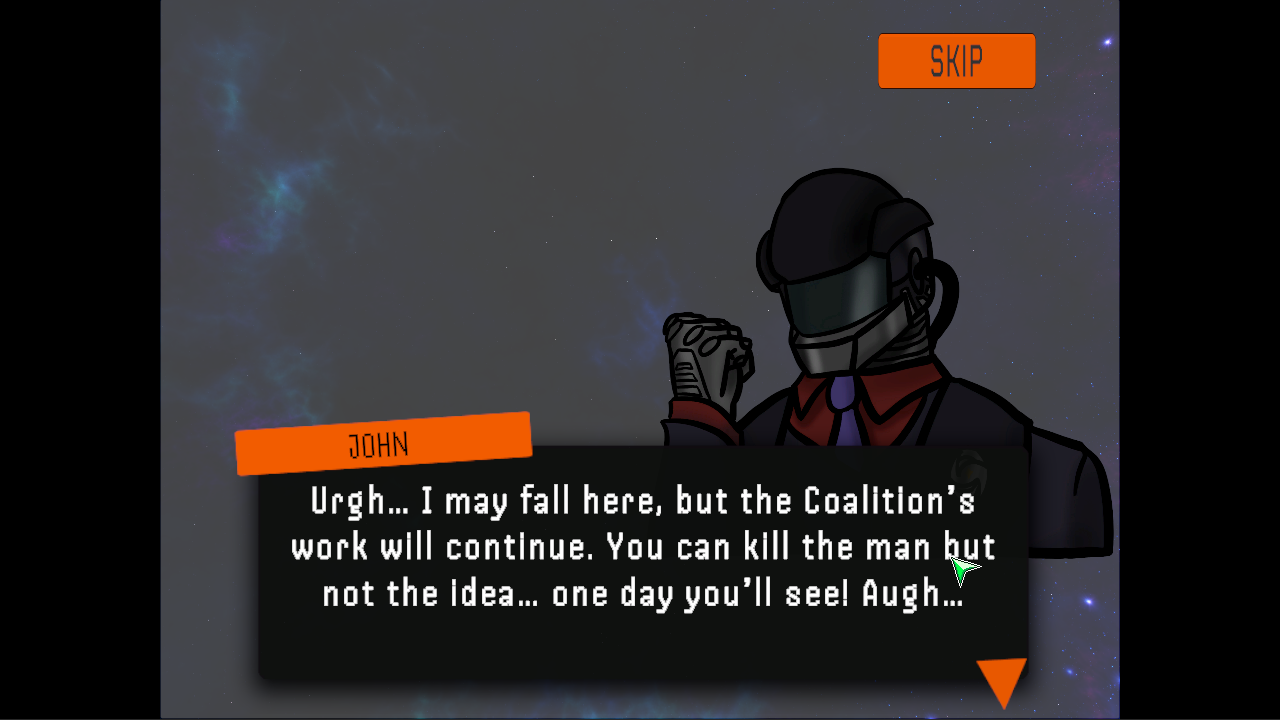 SKIP
JOHN
Urgh... I may fall here, but the Coalition's
work will continue. You can kill the man but
not the idea... one day you'll see! Augh...